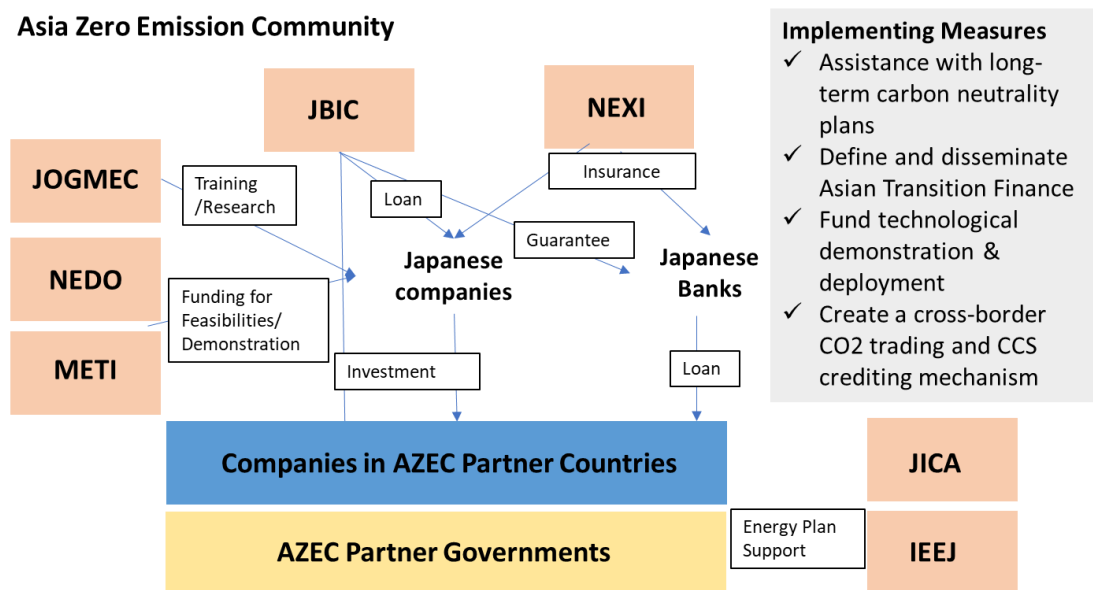 Asia Zero Emission Community
JBIC
NEXI
JOGMEC
Training
/Research
Loan
Insurance
Guarantee
NEDO
Japanese
companies
Japanese
Banks
Funding for
Feasibilities/
Demonstration
METI
Investment
Loan
Companies in AZEC Partner Countries
AZEC Partner Governments
Energy Plan
Support
JICA
IEEJ
Implementing Measures
✓ Assistance with long-
term carbon neutrality
plans
✓ Define and disseminate
Asian Transition Finance
✓ Fund technological
demonstration &
deployment
✓ Create a cross-border
CO2 trading and CCS
crediting mechanism